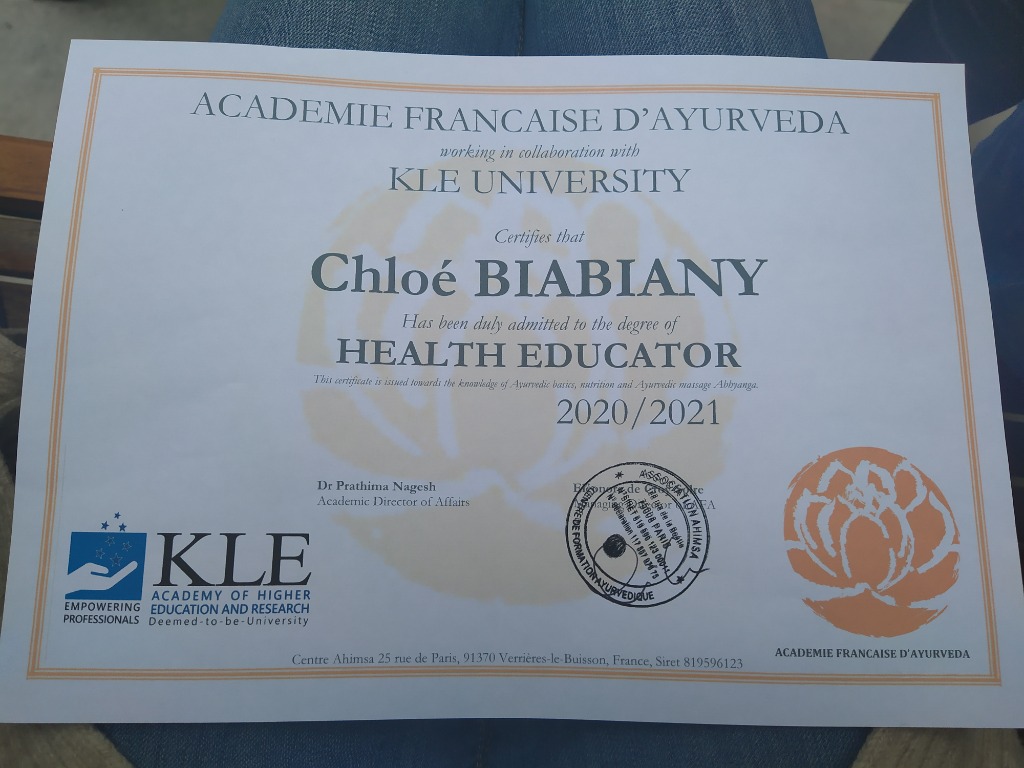 ACADEMIE FRANCAISE D'AYURVEDA
working in collaboration with
KLE UNIVERSITY
Certifies that
Chloé BIABIANY
Has been duly admitted to the degree of
HEALTH EDUCATOR
This certificate is issued towards the knowledge of Ayurvedic basics, nutrition and Ayurvedic massage Abhyanga.
2020/2021
Dr Prathima Nagesh
Academic Director of Affairs
de
ASSOCIATION AHIMSA
CENTRE DE FORMATION AYURVEDIQUE
PARIS
KLE
ACADEMY OF HIGHER
EDUCATION AND RESEARCH
Deemed-to-be-University
EMPOWERING
PROFESSIONALS
ACADEMIE FRANCAISE D'AYURVEDA
Centre Ahimsa 25 rue de Paris, 91370 Verrières-le-Buisson, France, Siret 819596123